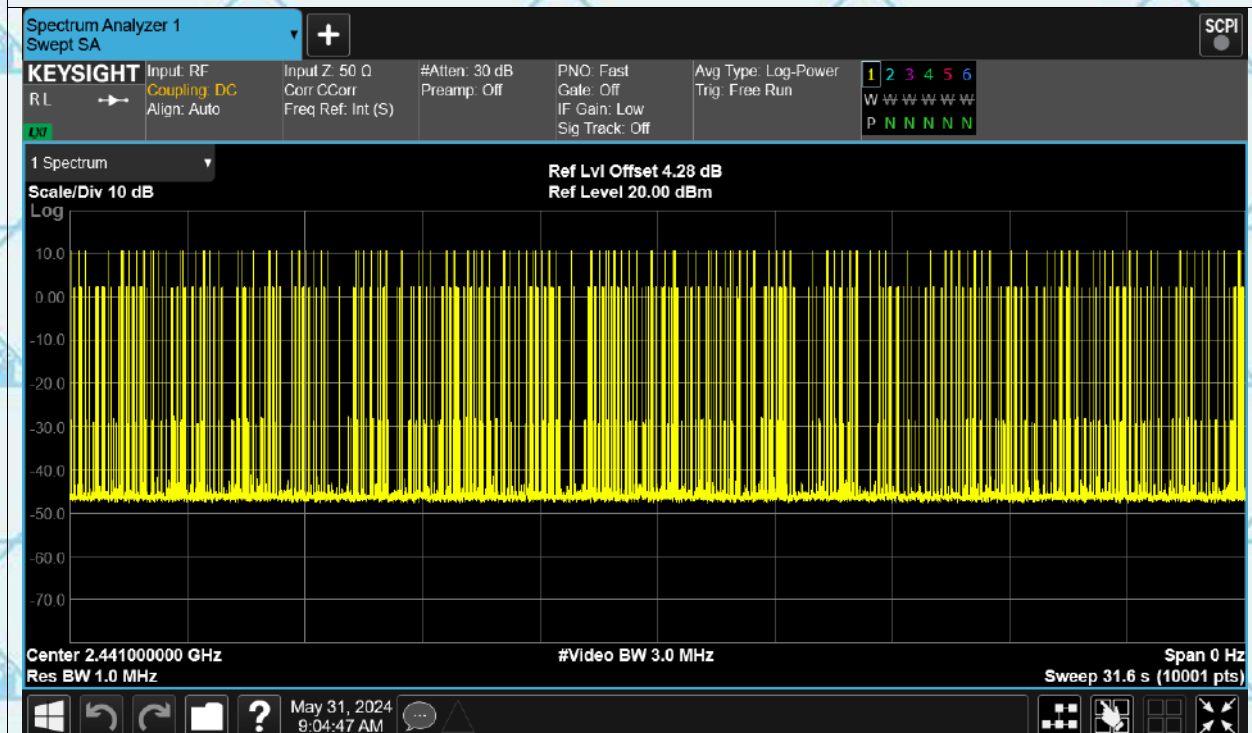 Spectrum Analyzer 1
Swept SA
SCPI
KEYSIGHT
R L
LXI
Input: RF
Coupling: DC
Align: Auto
Input Z: 50 Ω
Corr CCorr
Freq Ref: Int (S)
#Atten: 30 dB
Preamp: Off
PNO: Fast
Gate: Off
IF Gain: Low
Sig Track: Off
Avg Type: Log-Power
Trig: Free Run
1 2 3 4 5 6
W W W W W W
P N N N N N
1 Spectrum
Scale/Div 10 dB
Log
Ref Lvl Offset 4.28 dB
Ref Level 20.00 dBm
10.0
0.00
-10.0
-20.0
-30.0
-40.0
-50.0
-60.0
-70.0
Center 2.441000000 GHz
#Video BW 3.0 MHz
Span 0 Hz
Res BW 1.0 MHz
Sweep 31.6 s (10001 pts)
May 31, 2024
9:04:47 AM